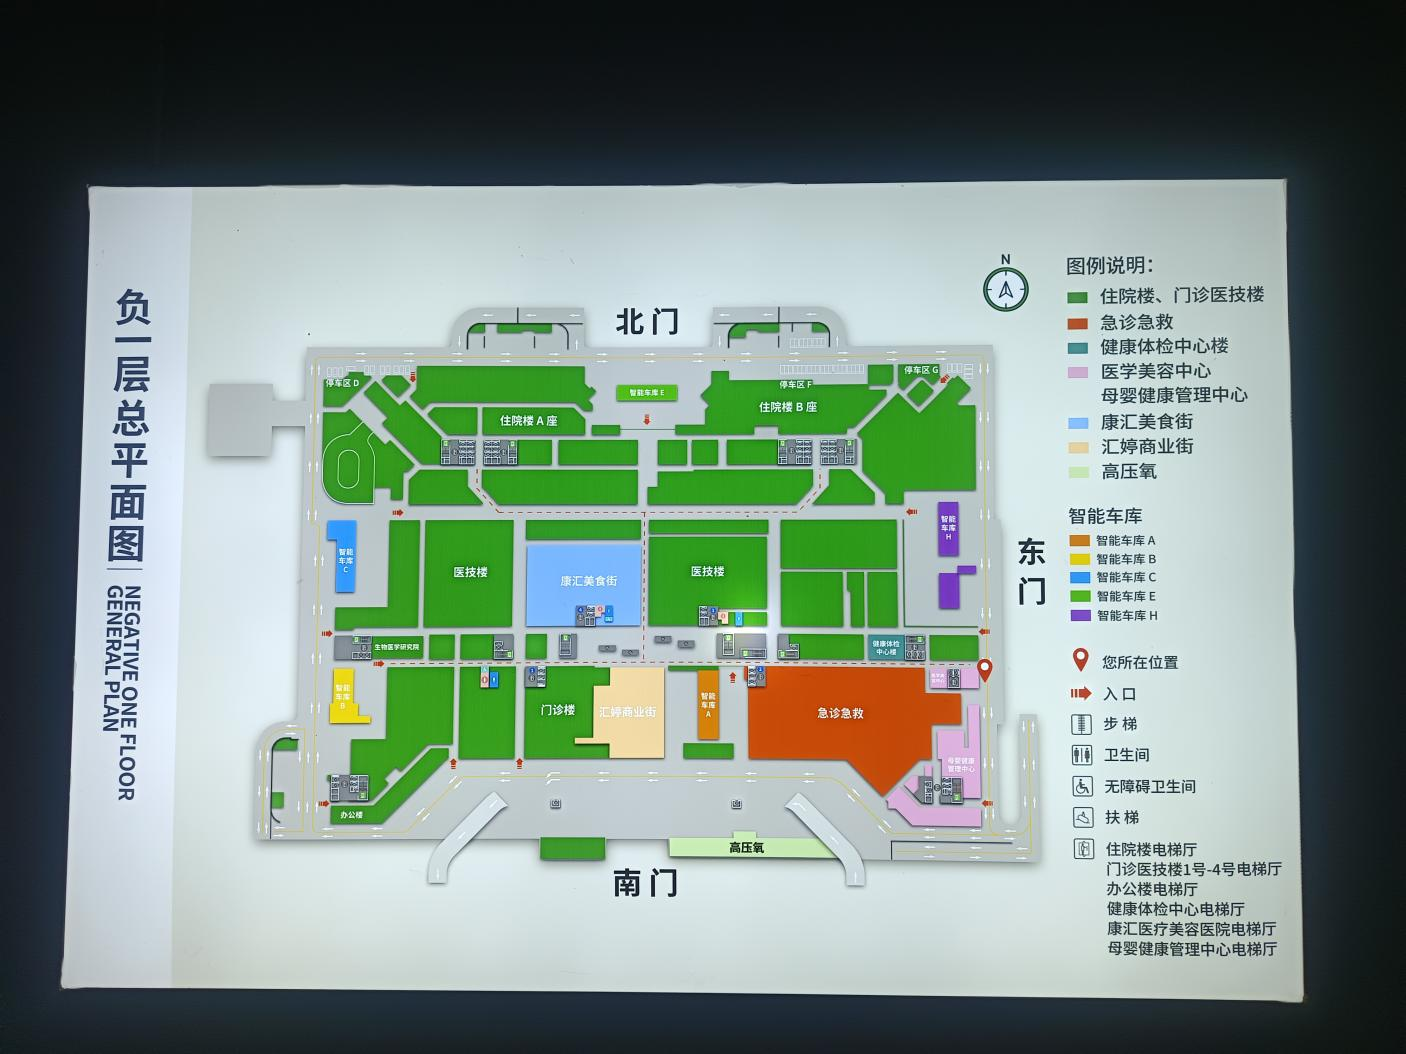 负一层总平面图
NEGATIVE ONE FLOOR
GENERAL PLAN
北门
N
停车区 D
智能车库 E
停车区 F
停车区 G
住院楼 A 座
住院楼 B 座
智能
车库
C
医技楼
康汇美食街
医技楼
智能
车库
H
东
门
生物医学研究院
健康体检
中心楼
智能
车库
B
门诊楼
汇婷商业街
智能
车库
A
急诊急救
母婴健康
管理中心
办公楼
高压氧
南门
图例说明：
住院楼、门诊医技楼
急诊急救
健康体检中心楼
医学美容中心
母婴健康管理中心
康汇美食街
汇婷商业街
高压氧
智能车库
智能车库 A
智能车库 B
智能车库 C
智能车库 E
智能车库 H
您所在位置
入口
步梯
卫生间
无障碍卫生间
扶梯
住院楼电梯厅
门诊医技楼1号-4号电梯厅
办公楼电梯厅
健康体检中心电梯厅
康汇医疗美容医院电梯厅
母婴健康管理中心电梯厅